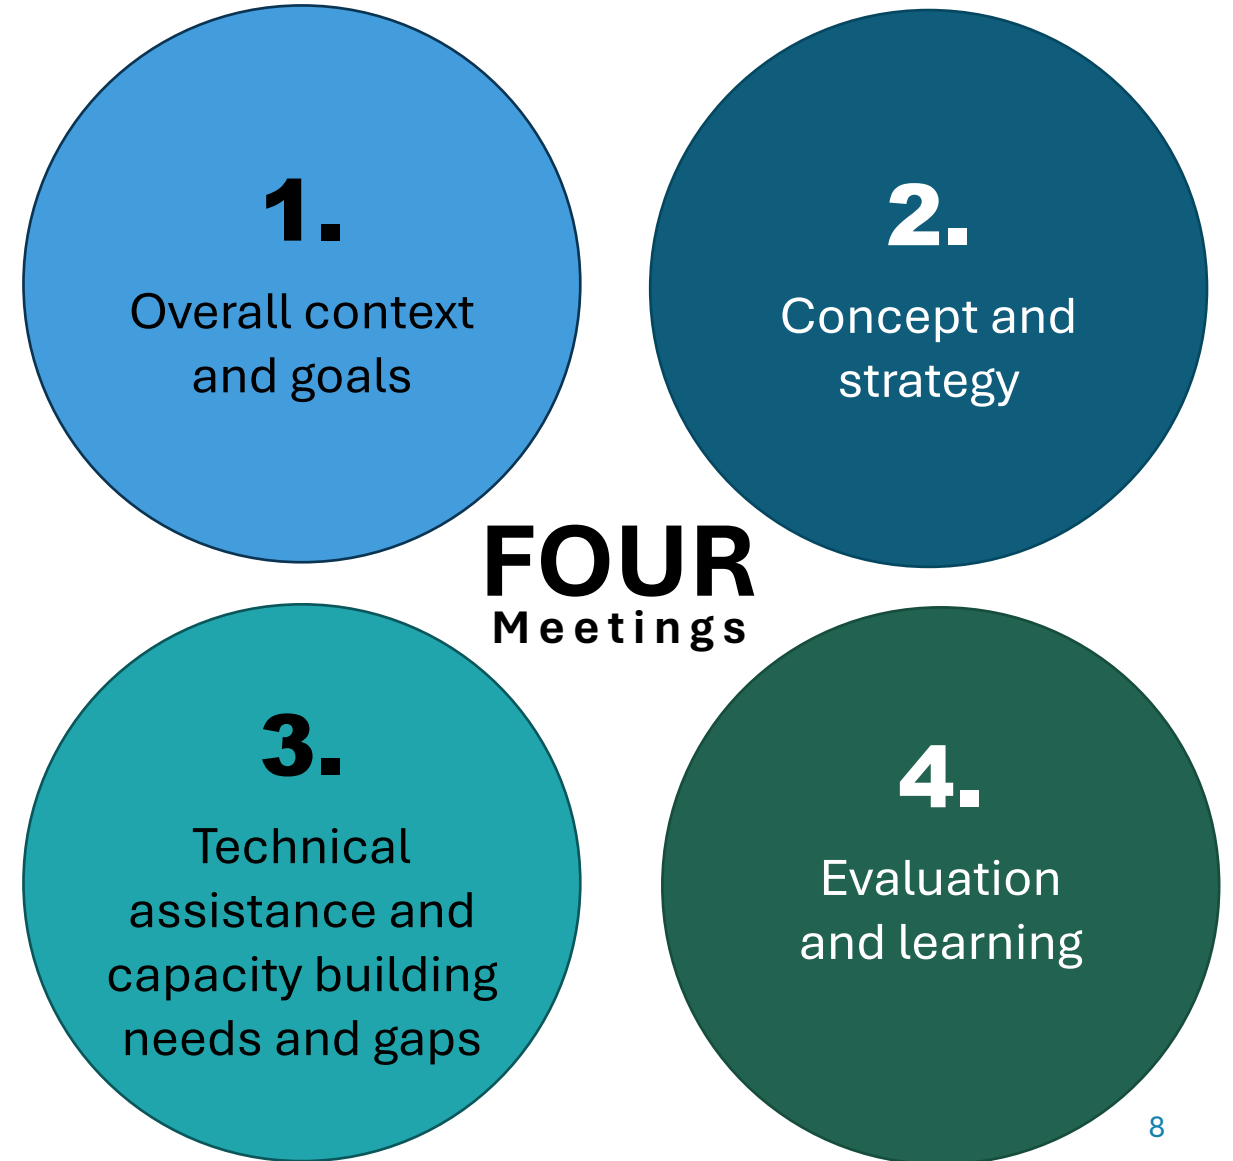 1.
Overall context
and goals
2.
Concept and
strategy
FOUR
Meetings
3.
Technical
assistance and
capacity building
needs and gaps
4.
Evaluation
and learning
8